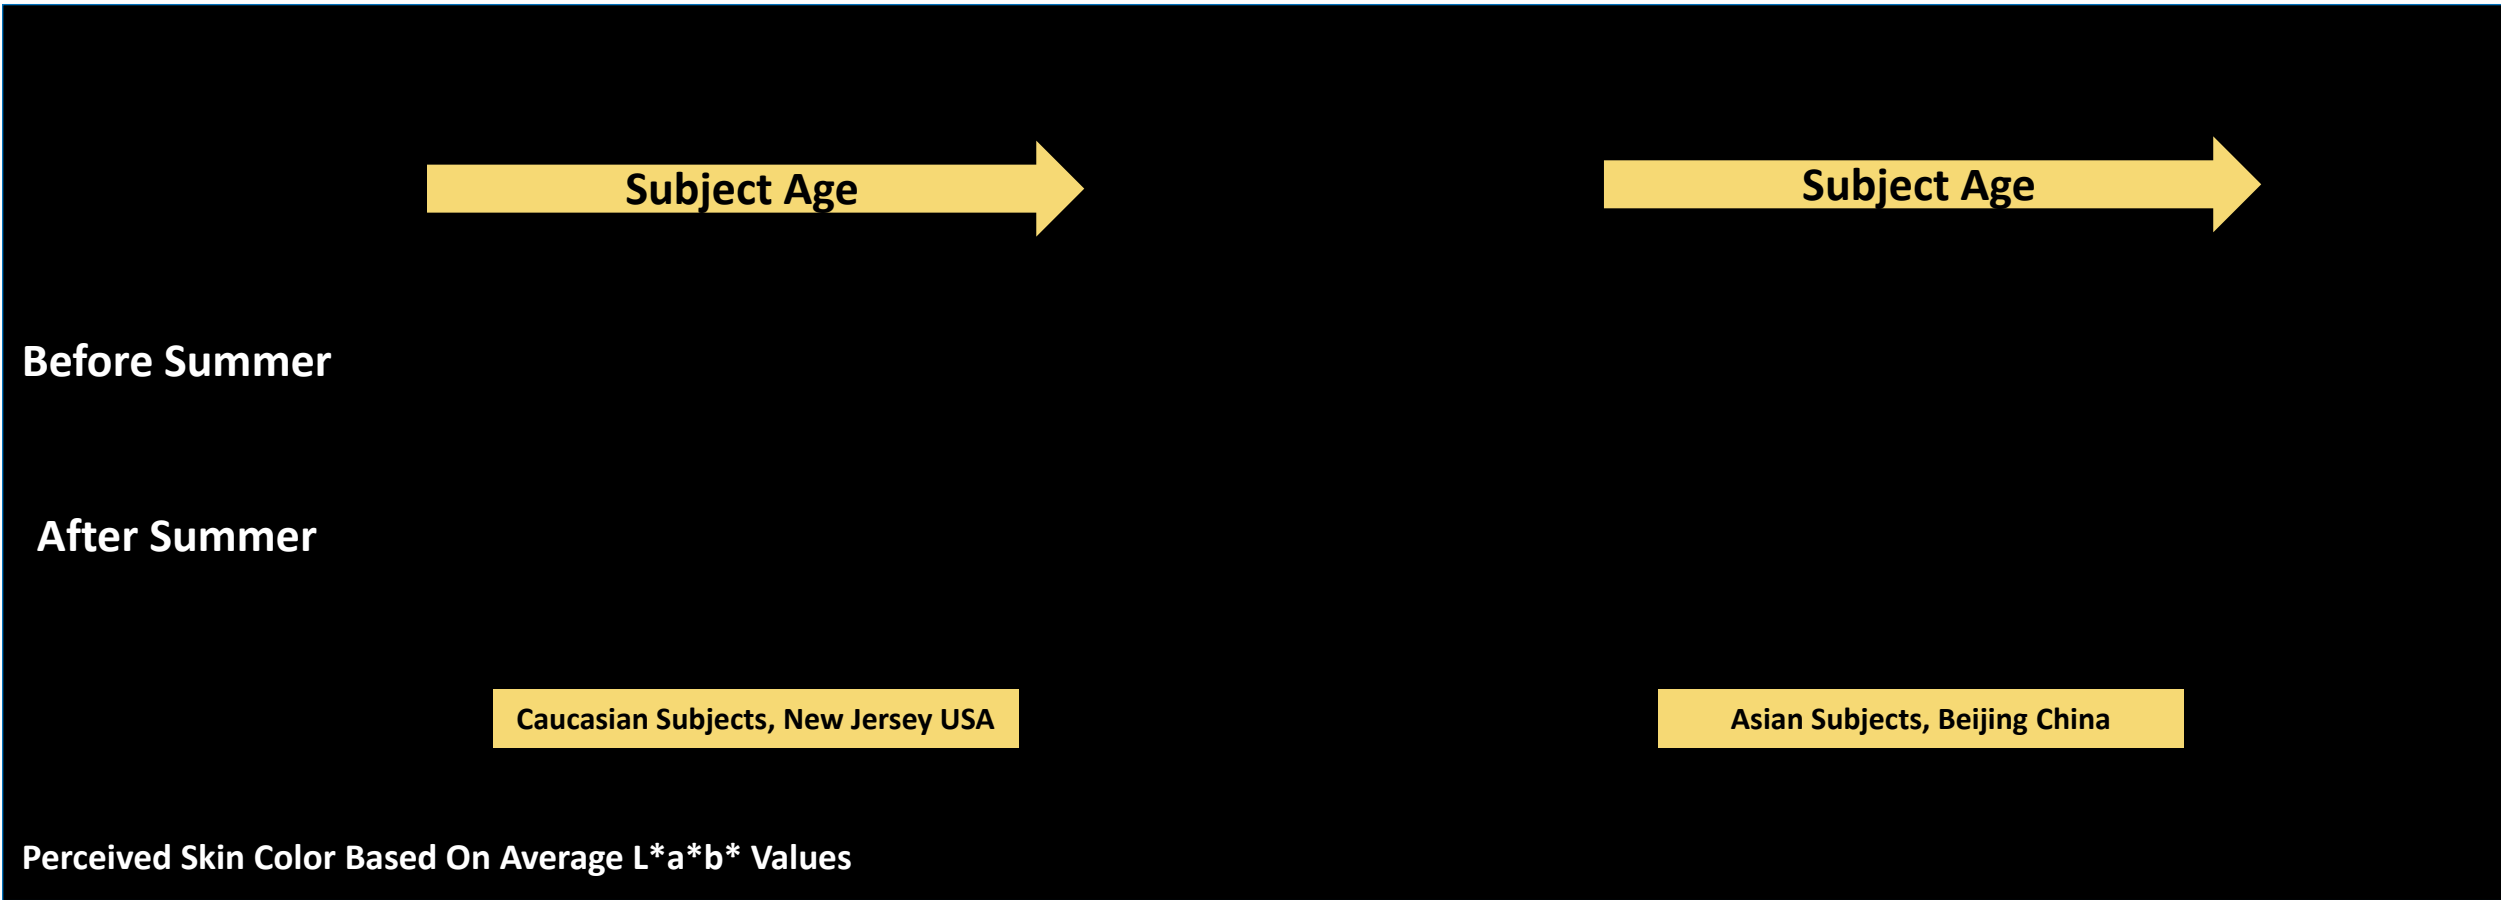 Subject Age
Subject Age
Before Summer
After Summer
Caucasian Subjects, New Jersey USA
Asian Subjects, Beijing China
Perceived Skin Color Based On Average L*a*b* Values